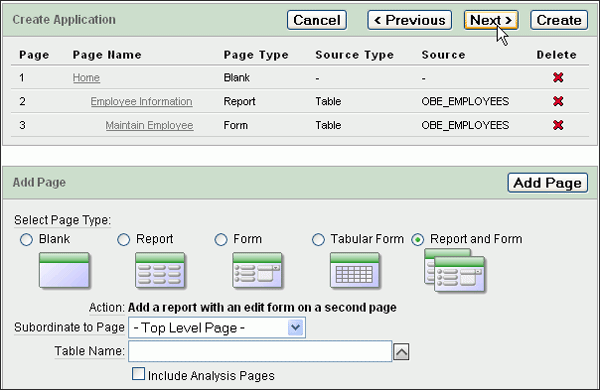 Create Application
Cancel
< Previous
Next >
Create
Page Page Name Page Type Source Type Source Delete
1 Home Blank - -
2 Employee Information Report Table OBE_EMPLOYEES
3 Maintain Employee Form Table OBE_EMPLOYEES
Add Page
Add Page
Select Page Type:
Blank Report Form Tabular Form Report and Form
Action: Add a report with an edit form on a second page
Subordinate to Page - Top Level Page -
Table Name:
Include Analysis Pages